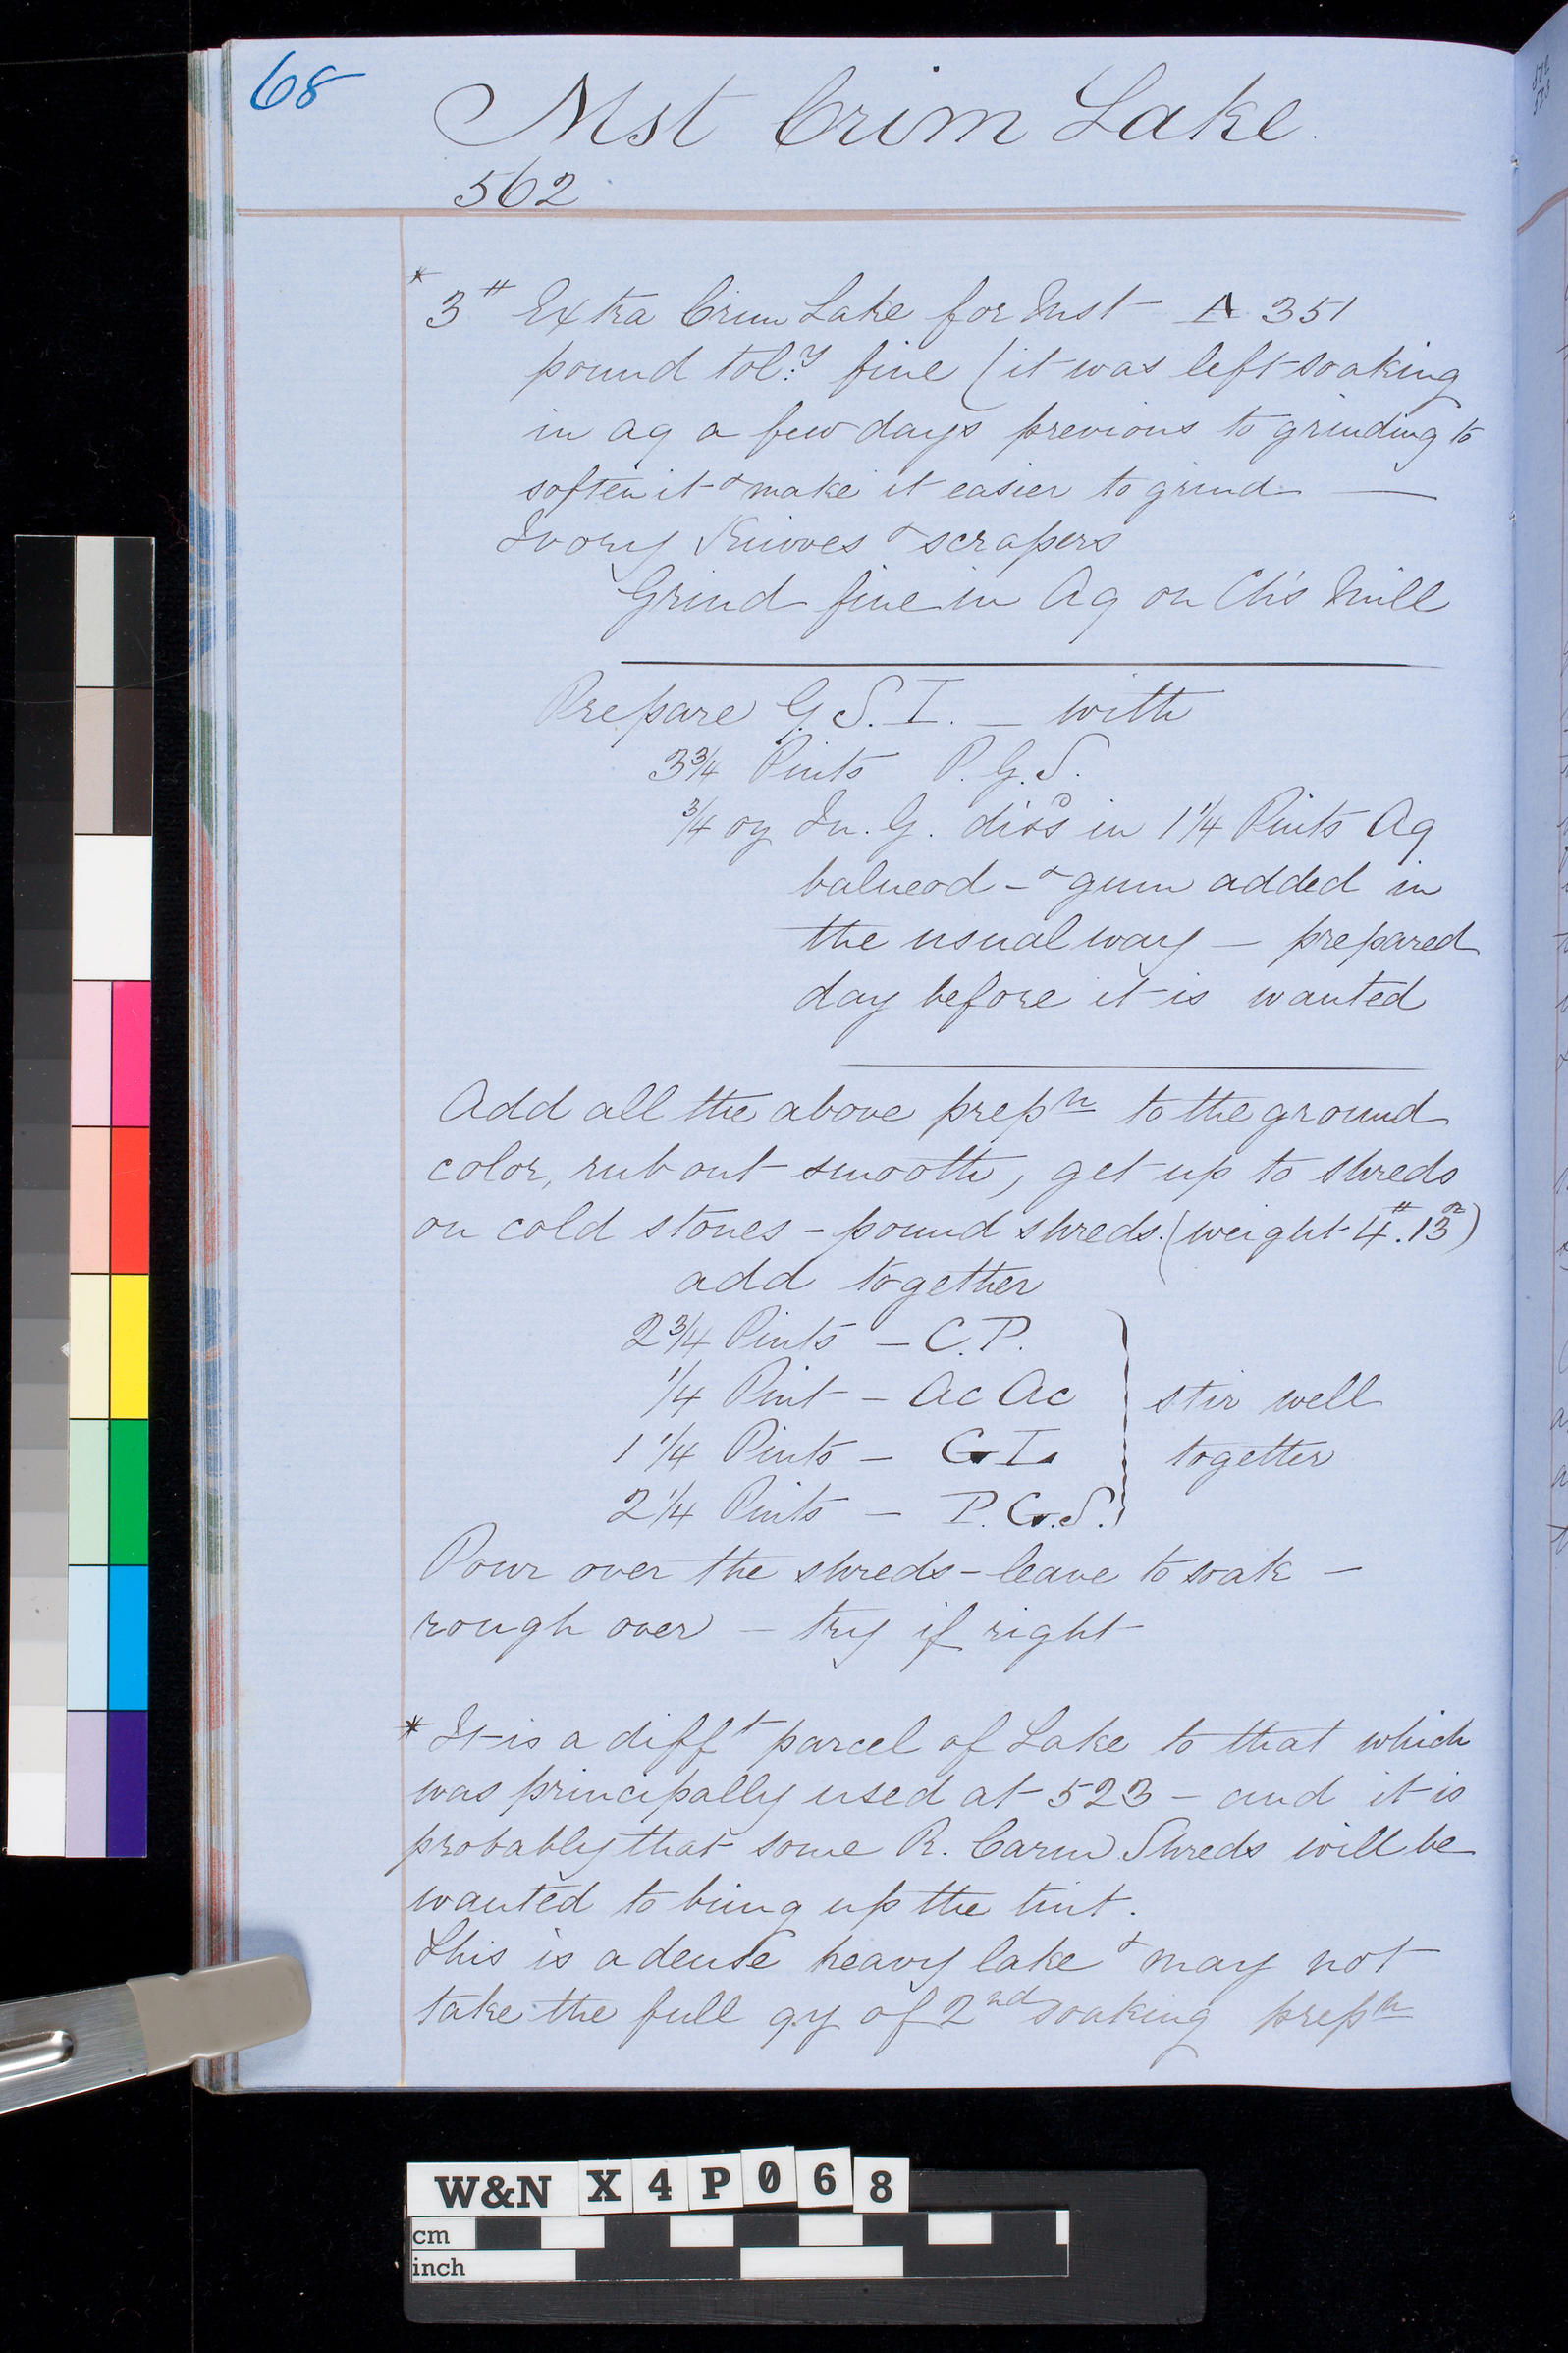 68
Mst Crim Lake.
562
* 3# Extra Crim Lake for Mst A 351
pound tol:y fine (it was left soaking
in aq a few days previous to grinding to
soften it & make it easier to grind —
Ivory Knives & scrapers
Grind fine in Aq on Ch's Mill
Prepare G.S.I. — with
3¾ Pints P.G.S.
¾ oz In. G. dissd in 1¼ Pints Aq
balneod - & gum added in
the usual way — prepared
day before it is wanted
Add all the above prepn to the ground
color, rub out smooth, get up to shreds
on cold stones - pound shreds. (weight 4#.13oz)
add together
2¾ Pints — C.P.
¼ Pint — Ac Ac
1¼ Pints — G I.
2¼ Pints — P.G.S.
stir well
together
Pour over the shreds - leave to soak —
rough over — try if right
* It is a difft parcel of Lake to that which
was principally used at 523 - and it is
probably that some R. Carm Shreds will be
wanted to bring up the tint.
This is a dense heavy lake & may not
take the full qy of 2nd soaking prepn
W&N X4P068
cm
inch